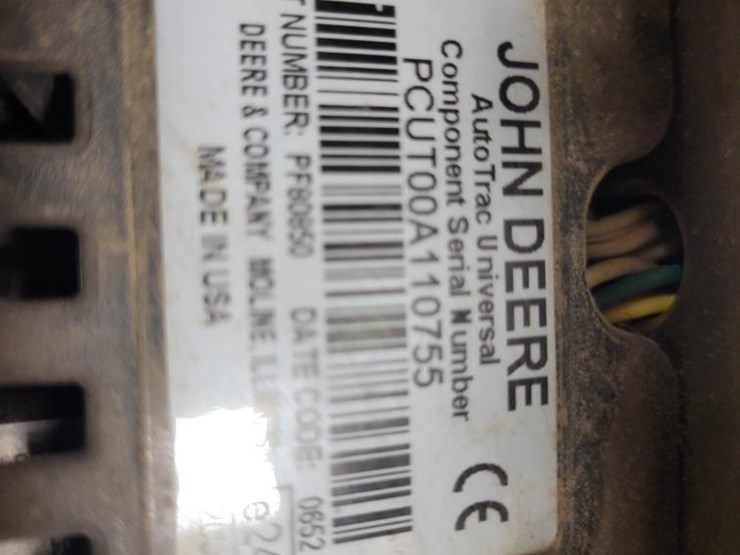 JOHN DEERE
AutoTrac Universal
Component Serial Number
PCUT00A110755
CE
T NUMBER: PF80850 DATE CODE: 0652
DEERE & COMPANY MOLINE, ILL
MADE IN USA